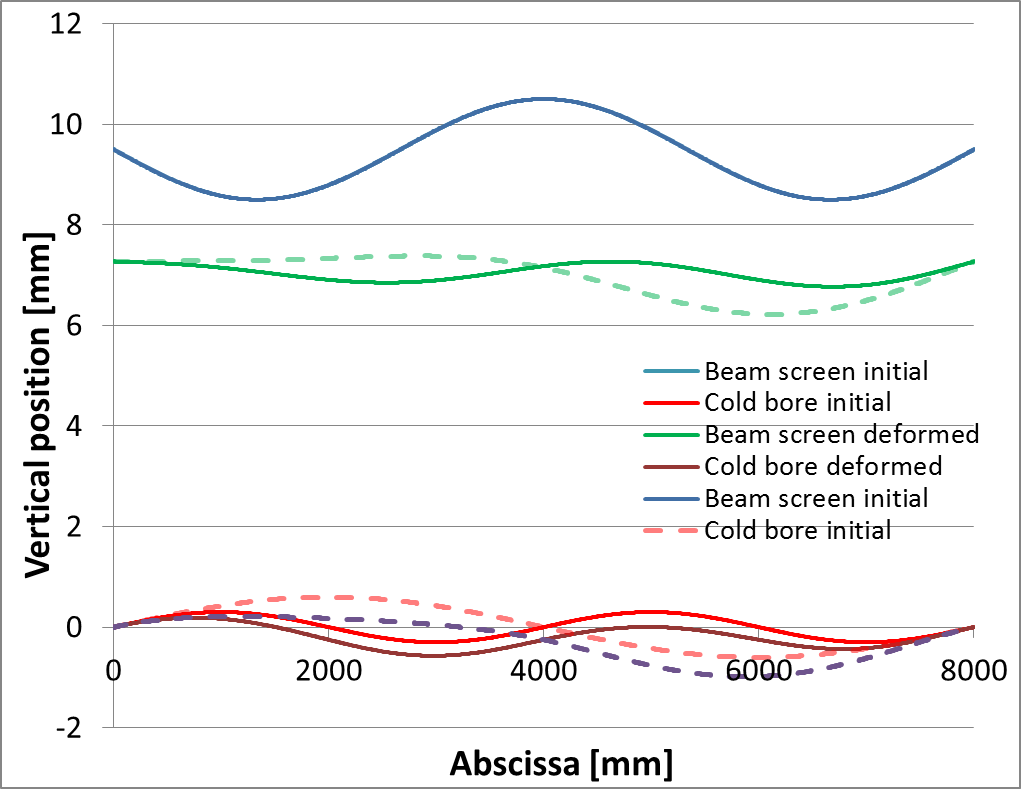 12
10
8
6
4
2
0
-2
Vertical position [mm]
Beam screen initial
Cold bore initial
Beam screen deformed
Cold bore deformed
Beam screen initial
Cold bore initial
0
2000
4000
6000
8000
Abscissa [mm]